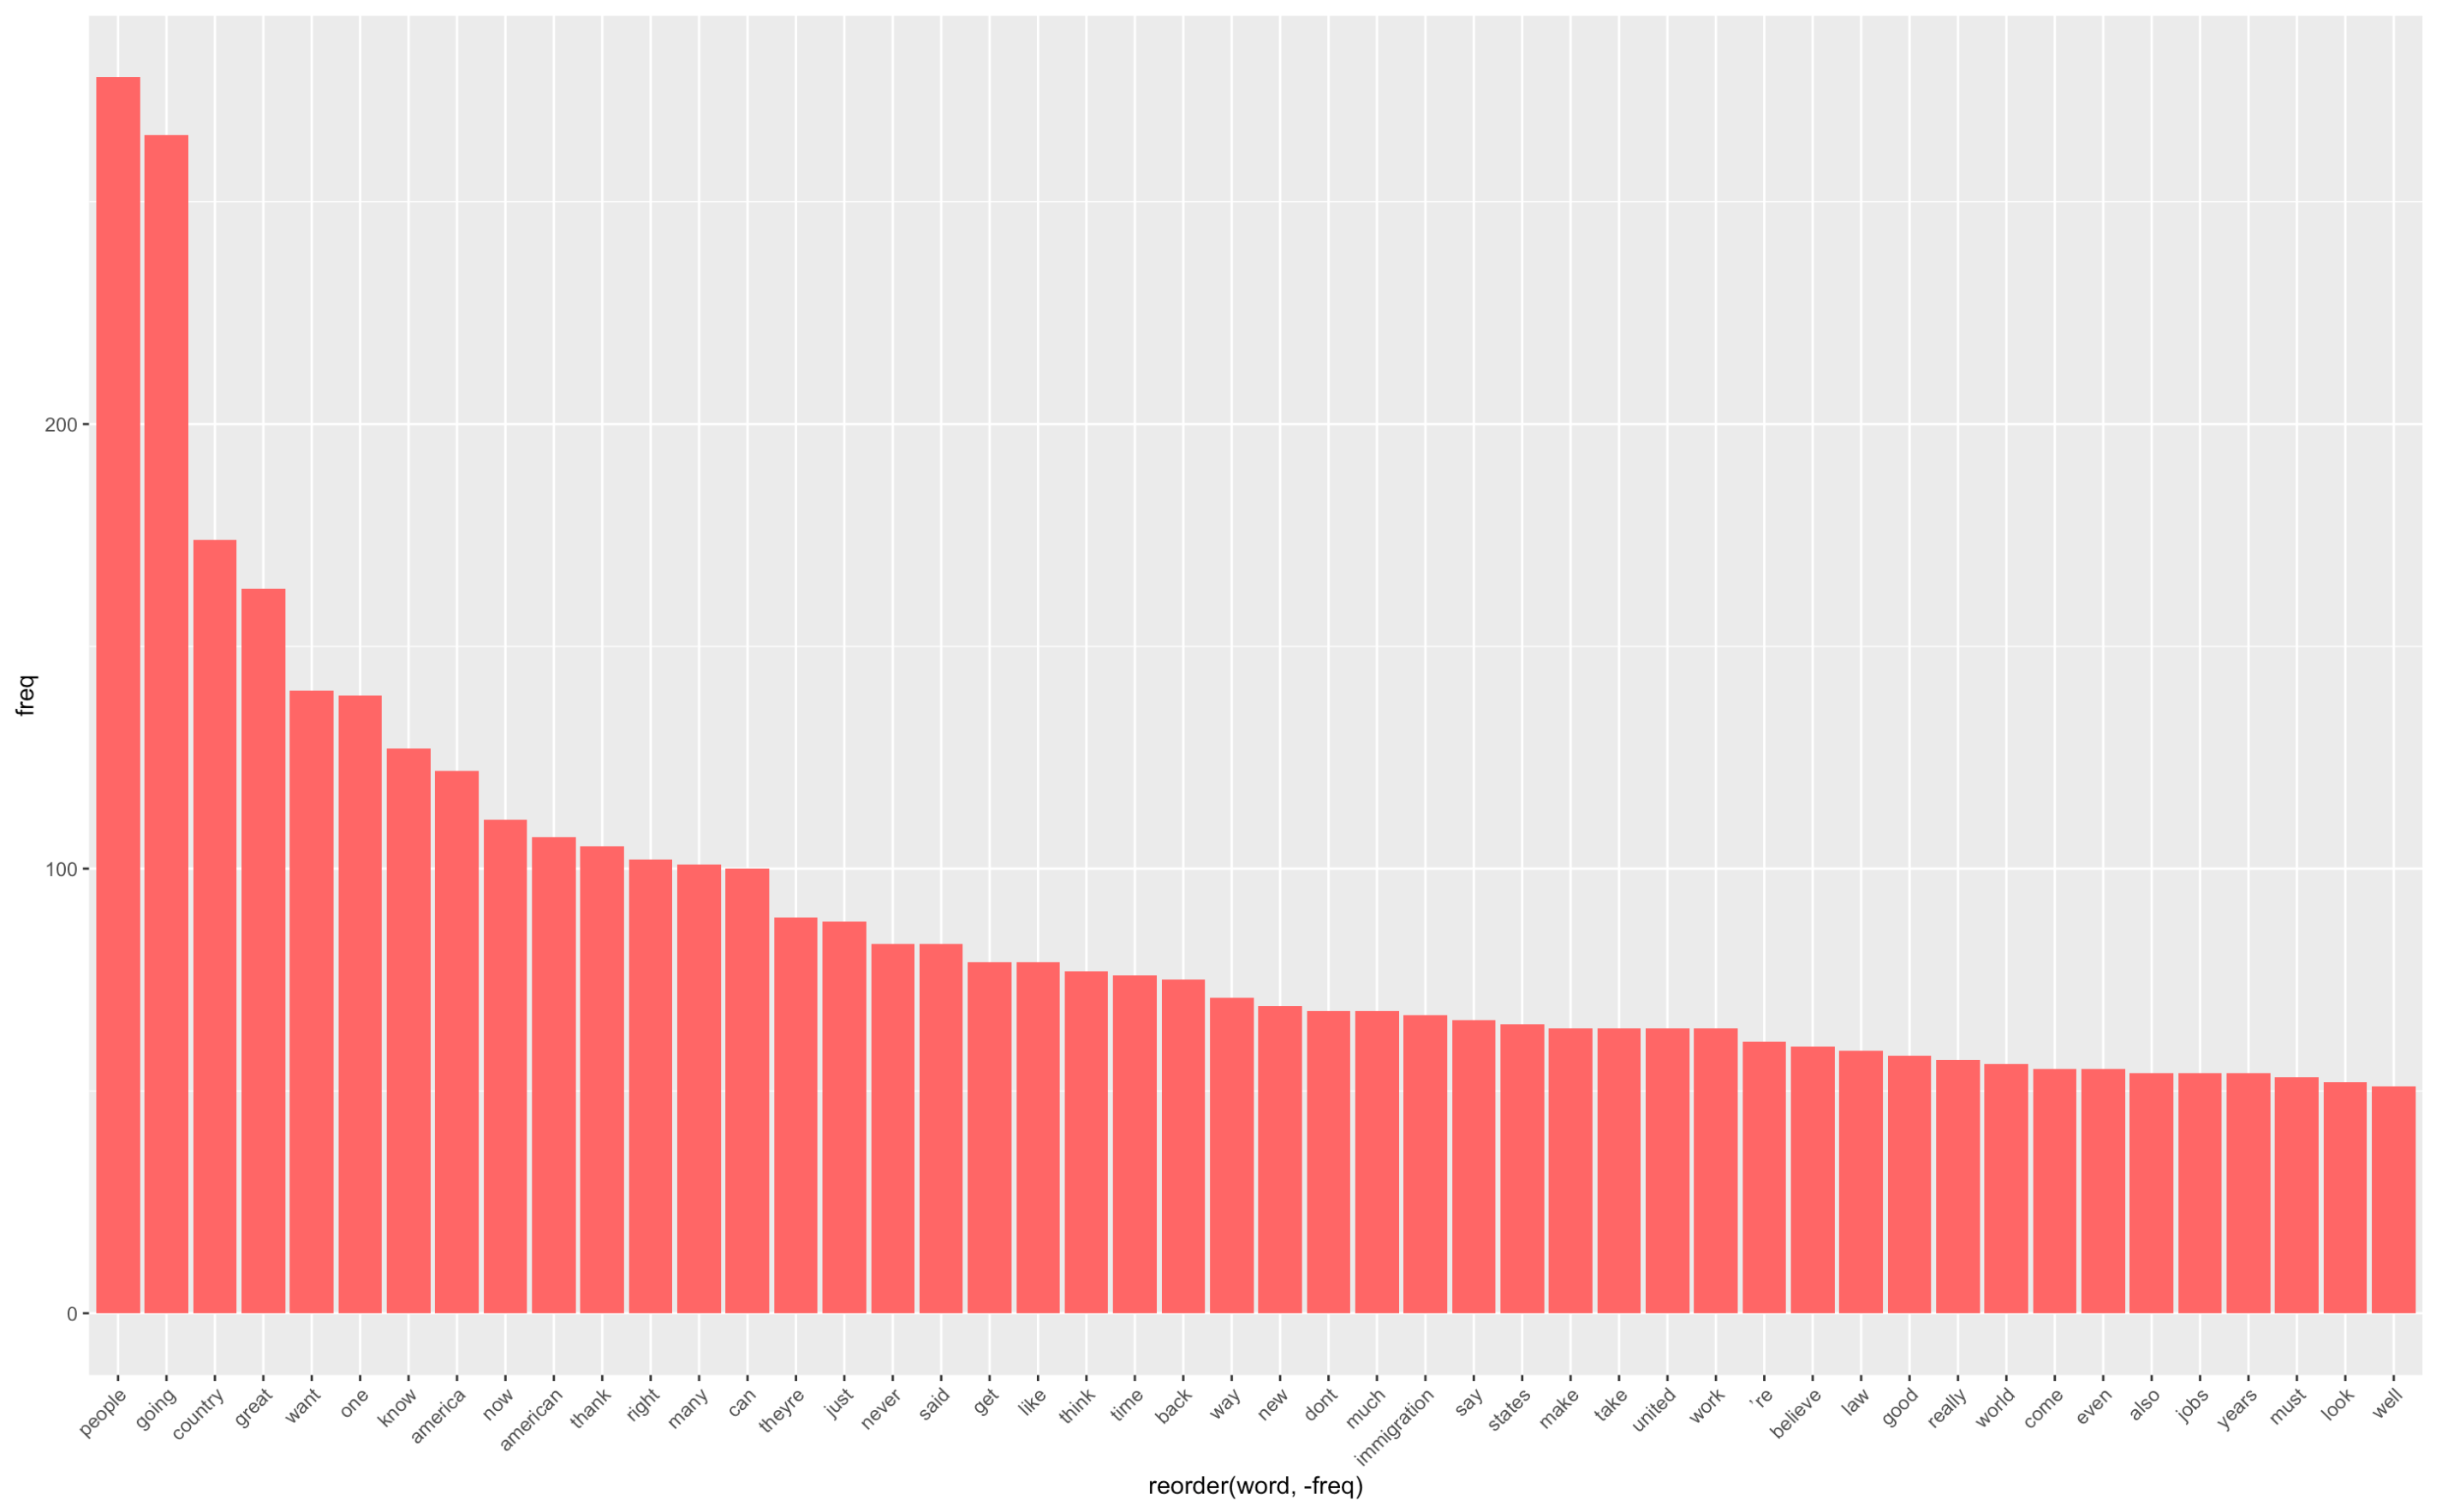 freq
200
100
0
people
going
country
great
want
one
know
america
now
american
thank
right
many
can
theyre
just
never
said
get
like
think
time
back
way
new
dont
much
immigration
say
states
make
take
united
work
’re
believe
law
good
really
world
come
even
also
jobs
years
must
look
well
reorder(word, -freq)